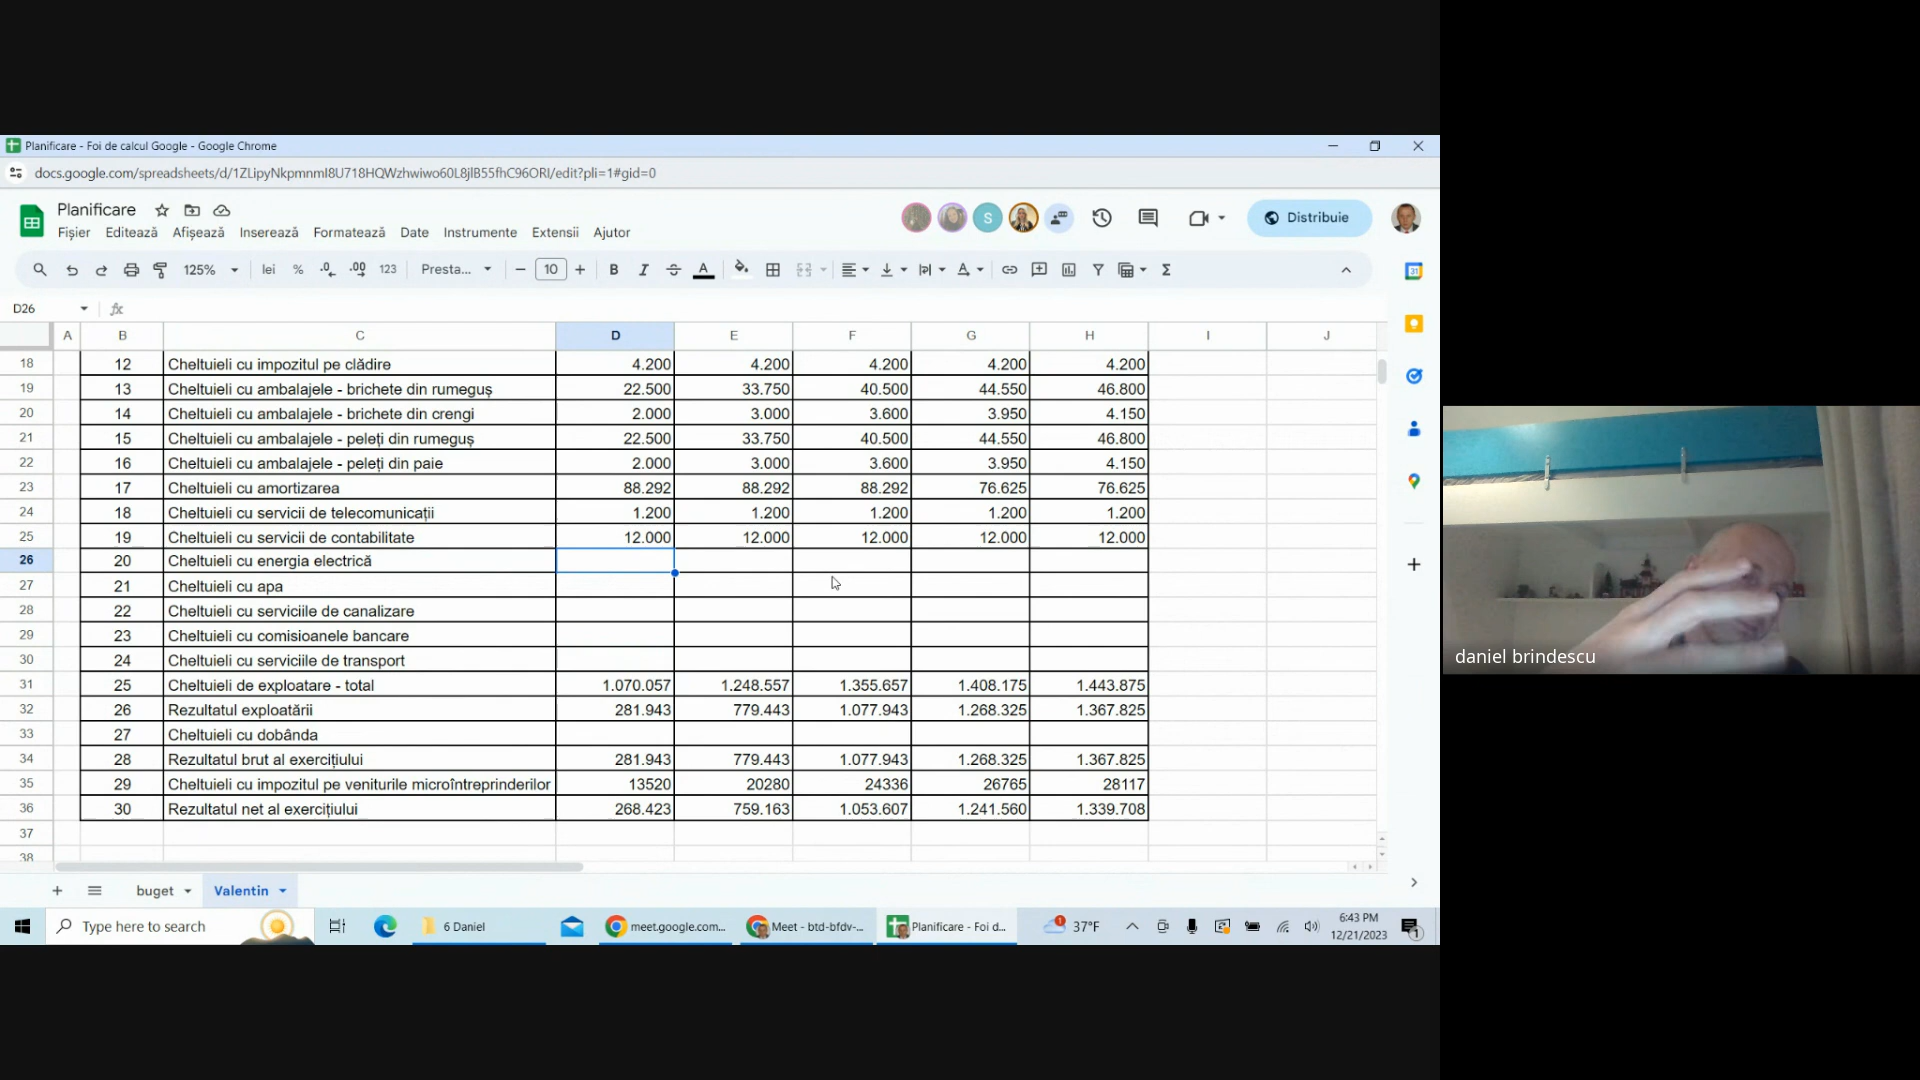 Planificare - Foi de calcul Google - Google Chrome
docs.google.com/spreadsheets/d/1ZLipyNkpmnmI8U718HQWzhwiwo60L8jlB55fhC96ORI/edit?pli=1#gid=0
Planificare
S
Distribuie
Fișier Editează Afișează Inserează Formatează Date Instrumente Extensii Ajutor
125% lei % .0 .00 123 Presta... 10 B I A
31
D26 fx
A B C D E F G H I J
18 12 Cheltuieli cu impozitul pe clădire 4.200 4.200 4.200 4.200 4.200
19 13 Cheltuieli cu ambalajele - brichete din rumeguș 22.500 33.750 40.500 44.550 46.800
20 14 Cheltuieli cu ambalajele - brichete din crengi 2.000 3.000 3.600 3.950 4.150
21 15 Cheltuieli cu ambalajele - peleți din rumeguș 22.500 33.750 40.500 44.550 46.800
22 16 Cheltuieli cu ambalajele - peleți din paie 2.000 3.000 3.600 3.950 4.150
23 17 Cheltuieli cu amortizarea 88.292 88.292 88.292 76.625 76.625
24 18 Cheltuieli cu servicii de telecomunicații 1.200 1.200 1.200 1.200 1.200
25 19 Cheltuieli cu servicii de contabilitate 12.000 12.000 12.000 12.000 12.000
26 20 Cheltuieli cu energia electrică
27 21 Cheltuieli cu apa
28 22 Cheltuieli cu serviciile de canalizare
29 23 Cheltuieli cu comisioanele bancare
30 24 Cheltuieli cu serviciile de transport
31 25 Cheltuieli de exploatare - total 1.070.057 1.248.557 1.355.657 1.408.175 1.443.875
32 26 Rezultatul exploatării 281.943 779.443 1.077.943 1.268.325 1.367.825
33 27 Cheltuieli cu dobânda
34 28 Rezultatul brut al exercițiului 281.943 779.443 1.077.943 1.268.325 1.367.825
35 29 Cheltuieli cu impozitul pe veniturile microîntreprinderilor 13520 20280 24336 26765 28117
36 30 Rezultatul net al exercițiului 268.423 759.163 1.053.607 1.241.560 1.339.708
37
38
buget Valentin
Type here to search
6 Daniel
meet.google.com...
Meet - btd-bfdv-...
Planificare - Foi d...
1
37°F
6:43 PM
12/21/2023
1
daniel brindescu